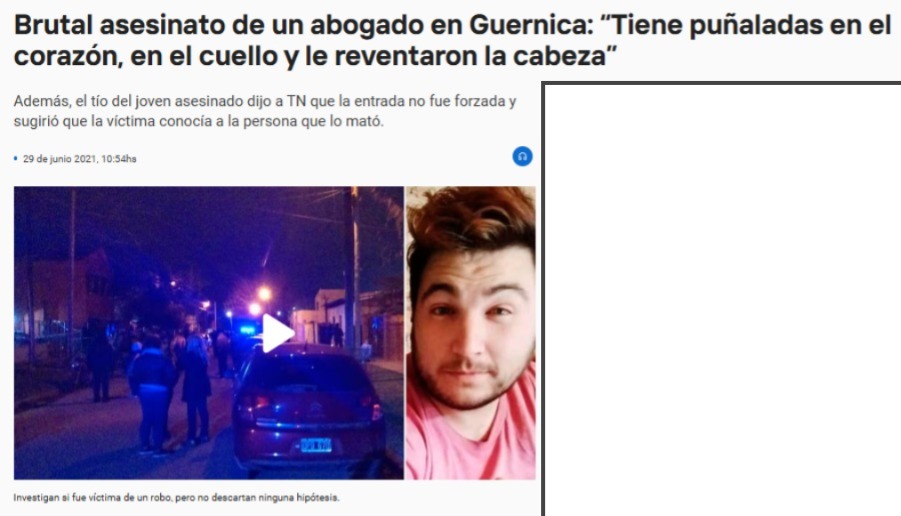 Brutal asesinato de un abogado en Guernica: “Tiene puñaladas en el
corazón, en el cuello y le reventaron la cabeza”
Además, el tío del joven asesinado dijo a TN que la entrada no fue forzada y
sugirió que la víctima conocía a la persona que lo mató.
29 de junio 2021, 10:54hs
Investigan si fue víctima de un robo, pero no descartan ninguna hipótesis.